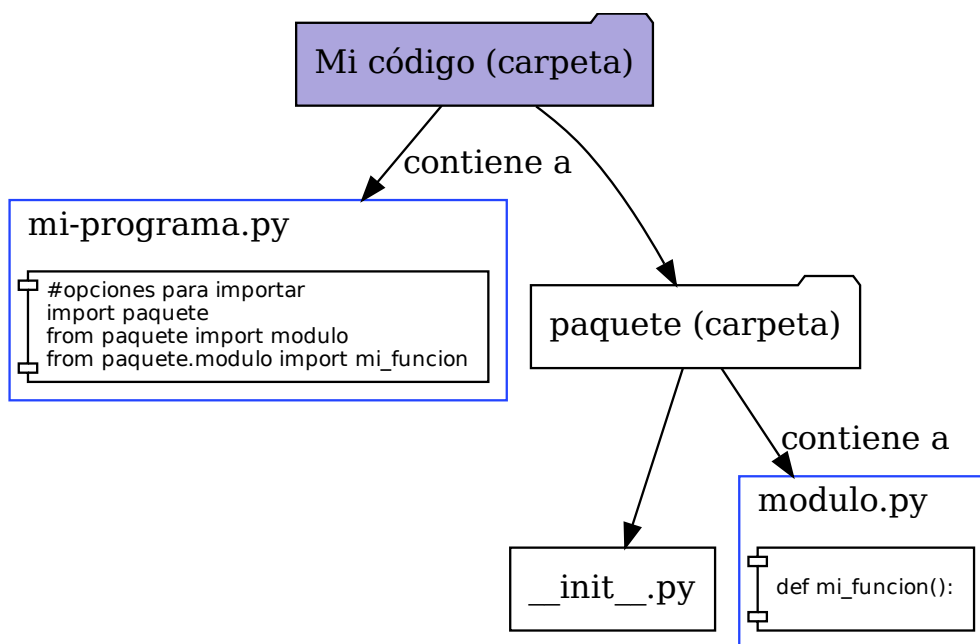 Mi código (carpeta)
contiene a
mi-programa.py
#opciones para importar
import paquete
from paquete import modulo
from paquete.modulo import mi_funcion
paquete (carpeta)
contiene a
__init__.py
modulo.py
def mi_funcion():